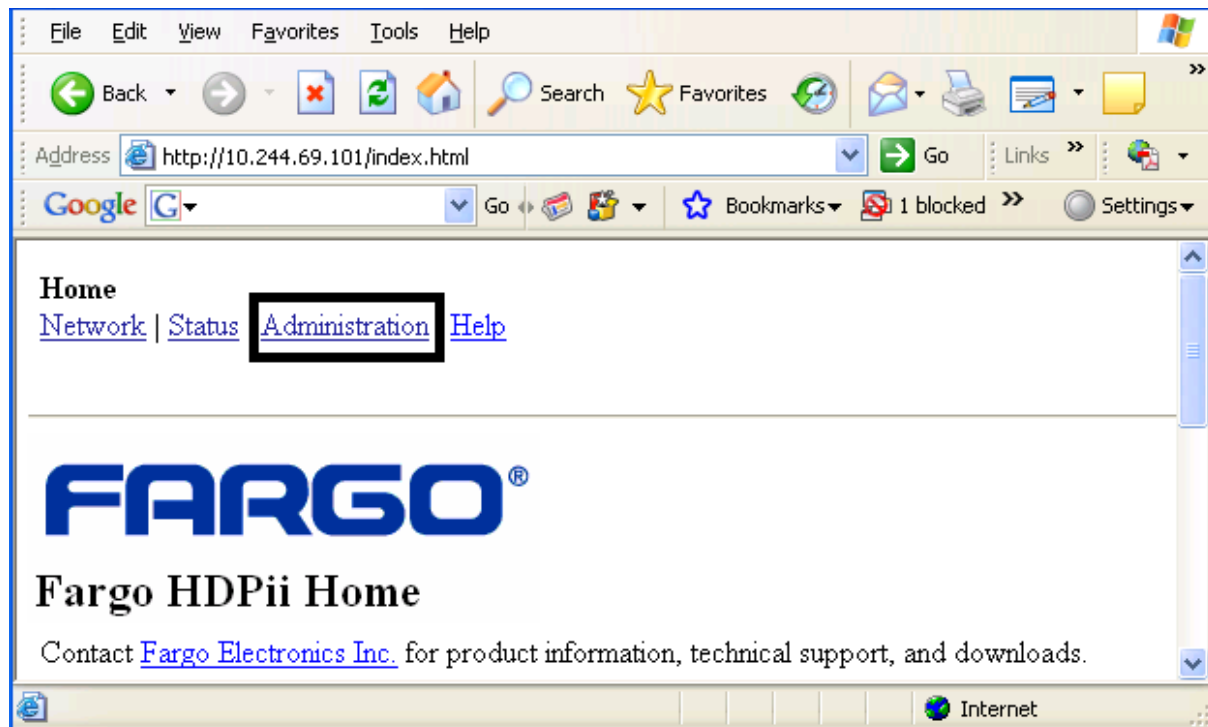 File Edit View Favorites Tools Help
Back Search Favorites »
Address http://10.244.69.101/index.html Go Links »
Google G Go Bookmarks 1 blocked » Settings
Home
Network | Status Administration Help
FARGO®
Fargo HDPii Home
Contact Fargo Electronics Inc. for product information, technical support, and downloads.
Internet